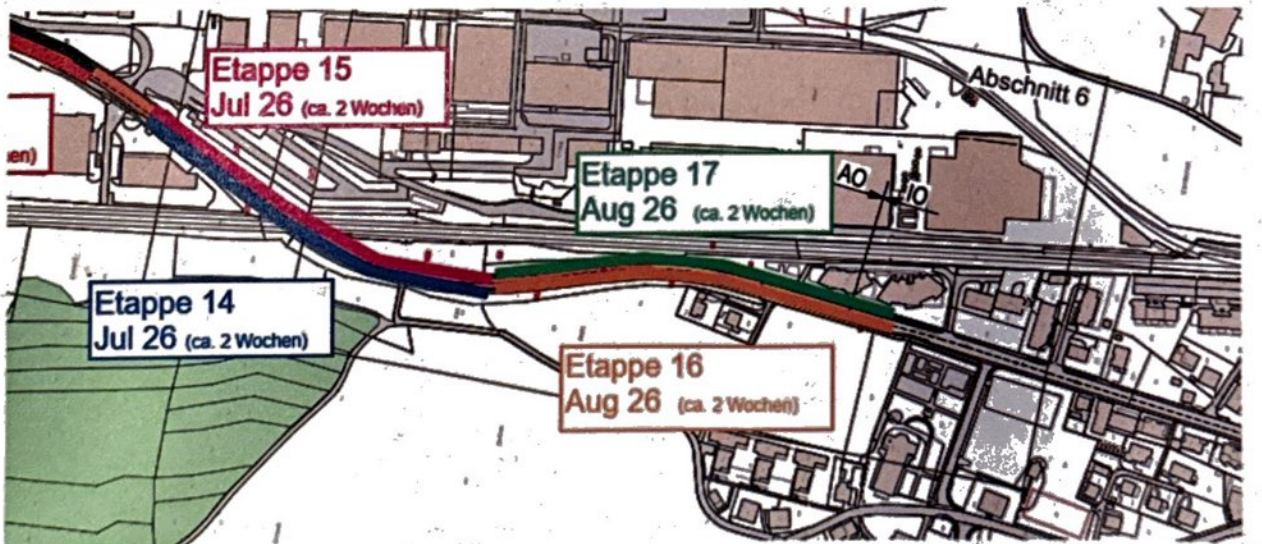 Etappe 15
Jul 26 (ca. 2 Wochen)
Abschnitt 6
en)
Etappe 17
Aug 26 (ca. 2 Wochen)
AO
IO
Etappe 14
Jul 26 (ca. 2 Wochen)
Etappe 16
Aug 26 (ca. 2 Wochen)